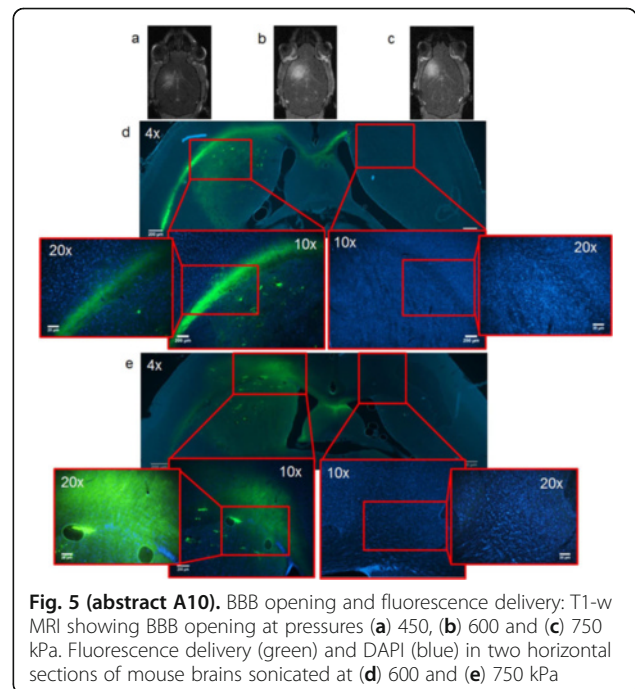 a
b
c
d
4x
20x
10x
10x
20x
e
4x
20x
10x
10x
20x
Fig. 5 (abstract A10). BBB opening and fluorescence delivery: T1-w
MRI showing BBB opening at pressures (a) 450, (b) 600 and (c) 750
kPa. Fluorescence delivery (green) and DAPI (blue) in two horizontal
sections of mouse brains sonicated at (d) 600 and (e) 750 kPa